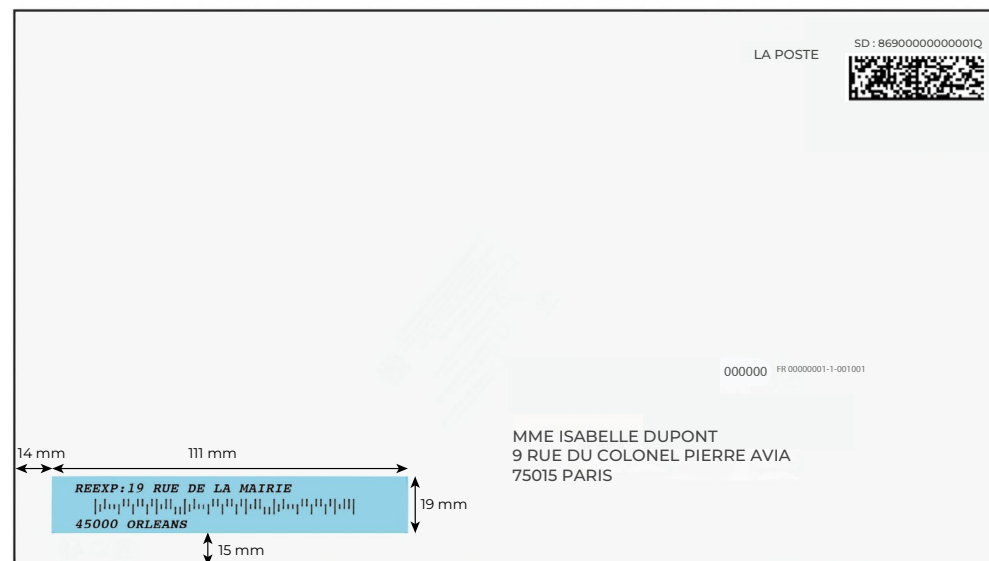 SD : 86900000000001Q
LA POSTE
000000 FR 00000001-1-001001
MME ISABELLE DUPONT
9 RUE DU COLONEL PIERRE AVIA
75015 PARIS
14 mm
111 mm
REEXP:19 RUE DE LA MAIRIE
45000 ORLEANS
19 mm
15 mm